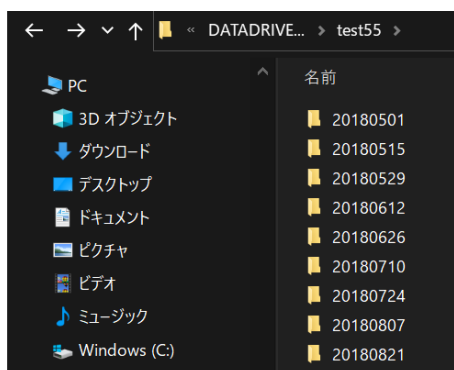 « DATADRIVE... > test55 >
PC
3D オブジェクト
ダウンロード
デスクトップ
ドキュメント
ピクチャ
ビデオ
ミュージック
Windows (C:)
名前
20180501
20180515
20180529
20180612
20180626
20180710
20180724
20180807
20180821